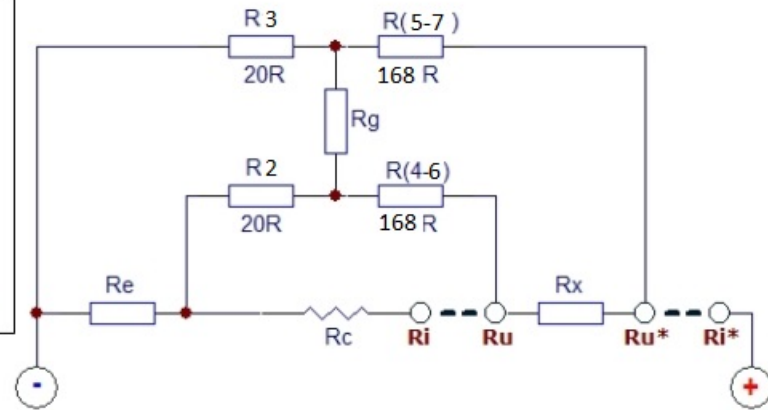 R 3
R( 5-7 )
20R
168 R
Rg
R 2
R(4-6)
20R
168 R
Re
Rx
Rc
Ri
Ru
Ru*
Ri*
-
+